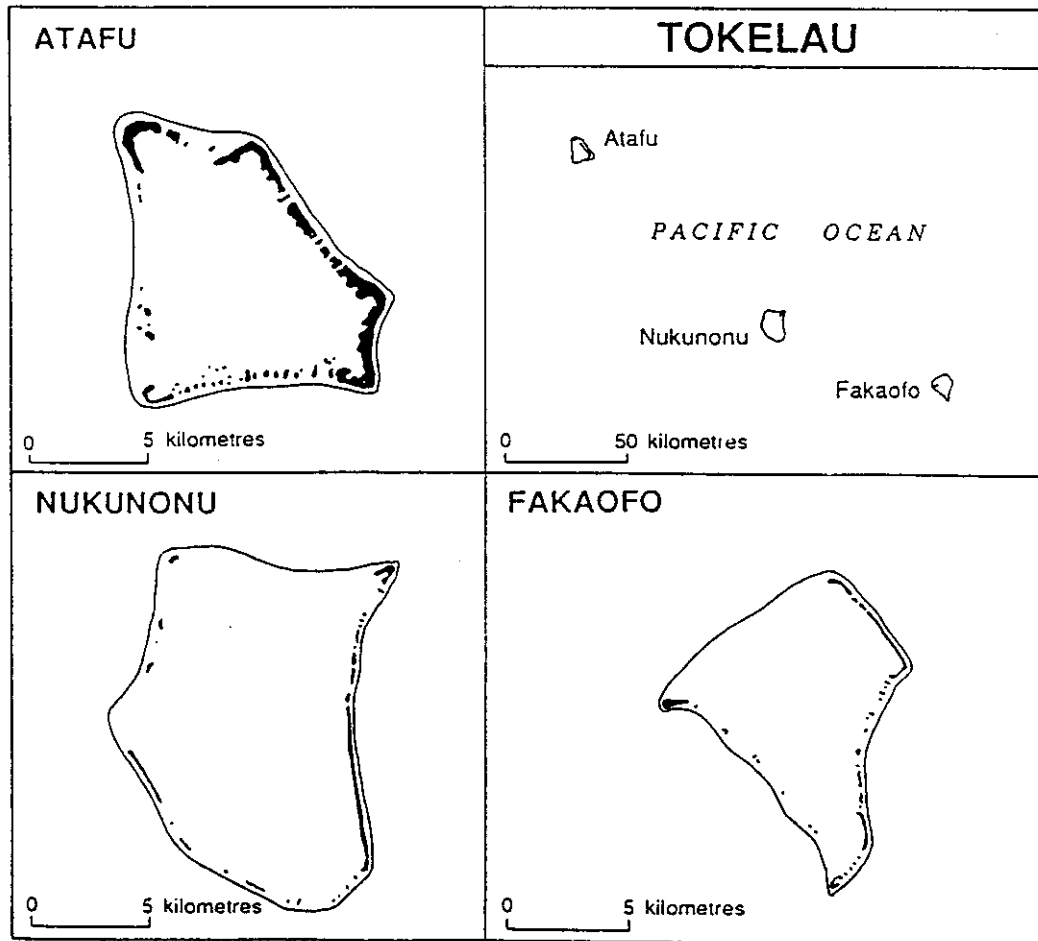 ATAFU
0 5 kilometres
TOKELAU
Atafu
PACIFIC OCEAN
Nukunonu
Fakaofo
0 50 kilometres
NUKUNONU
0 5 kilometres
FAKAOFO
0 5 kilometres